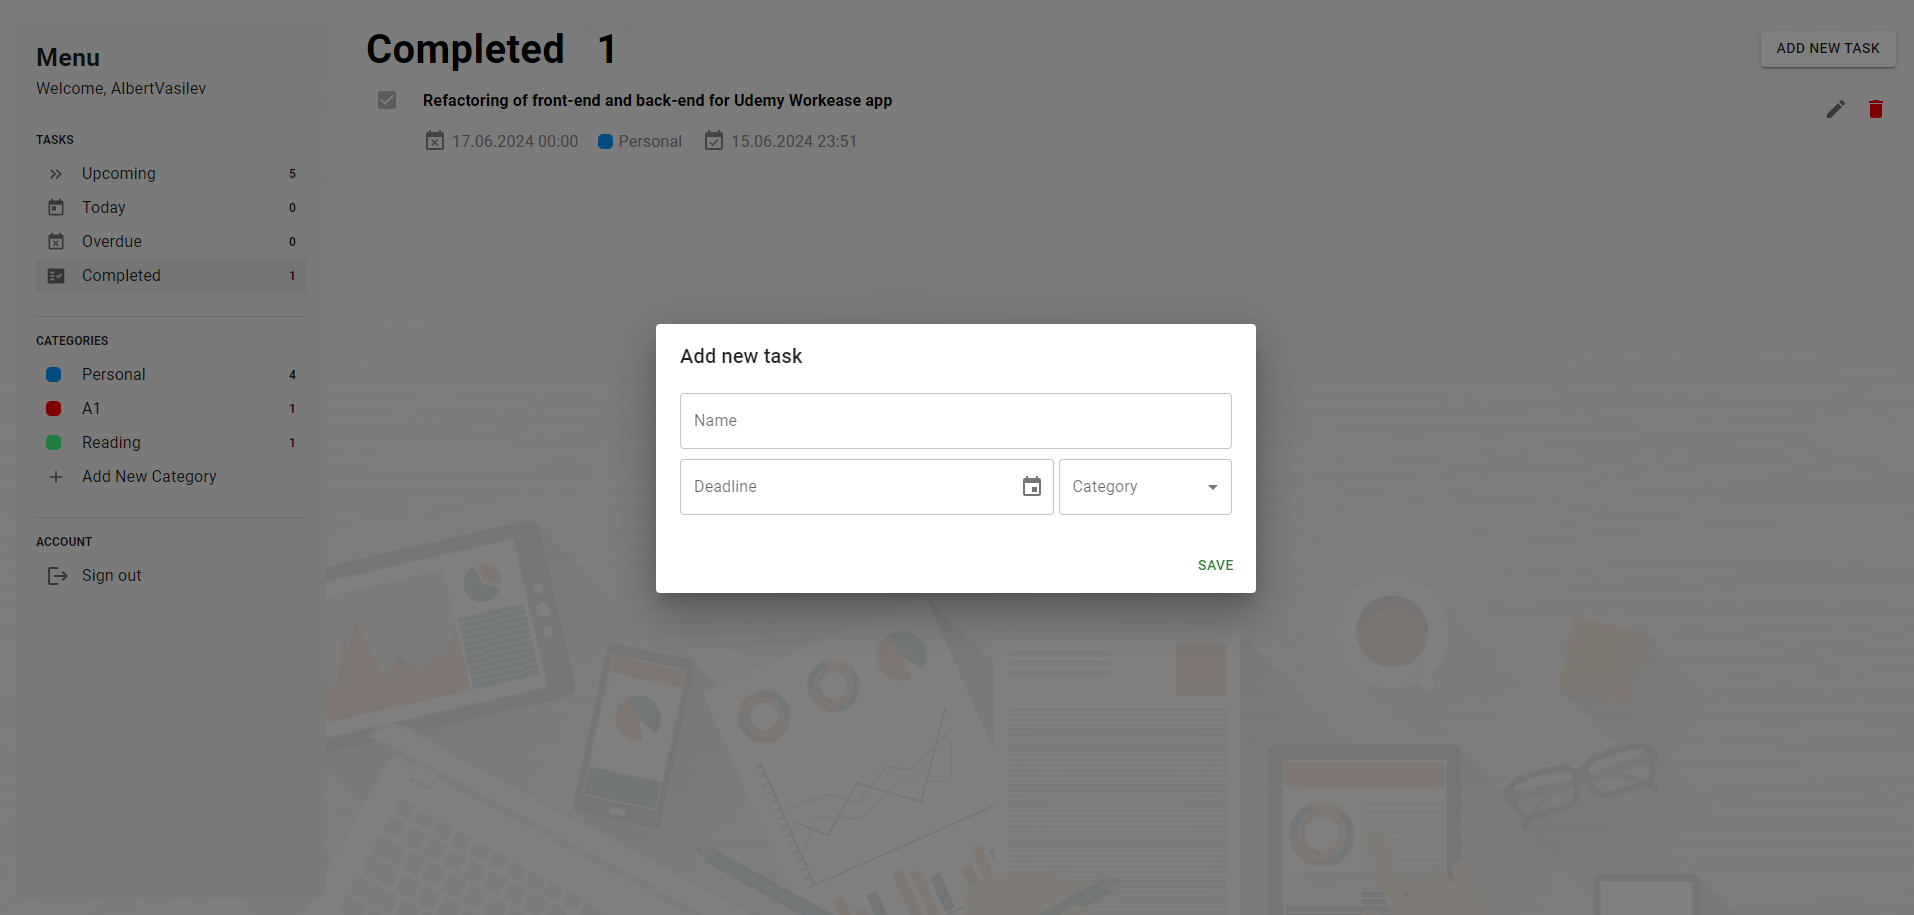 Menu
Welcome, AlbertVasilev
TASKS
Upcoming 5
Today 0
Overdue 0
Completed 1
CATEGORIES
Personal 4
A1 1
Reading 1
Add New Category
ACCOUNT
Sign out
Completed 1
ADD NEW TASK
Refactoring of front-end and back-end for Udemy Workease app
17.06.2024 00:00 Personal 15.06.2024 23:51
Add new task
Name
Deadline Category
SAVE